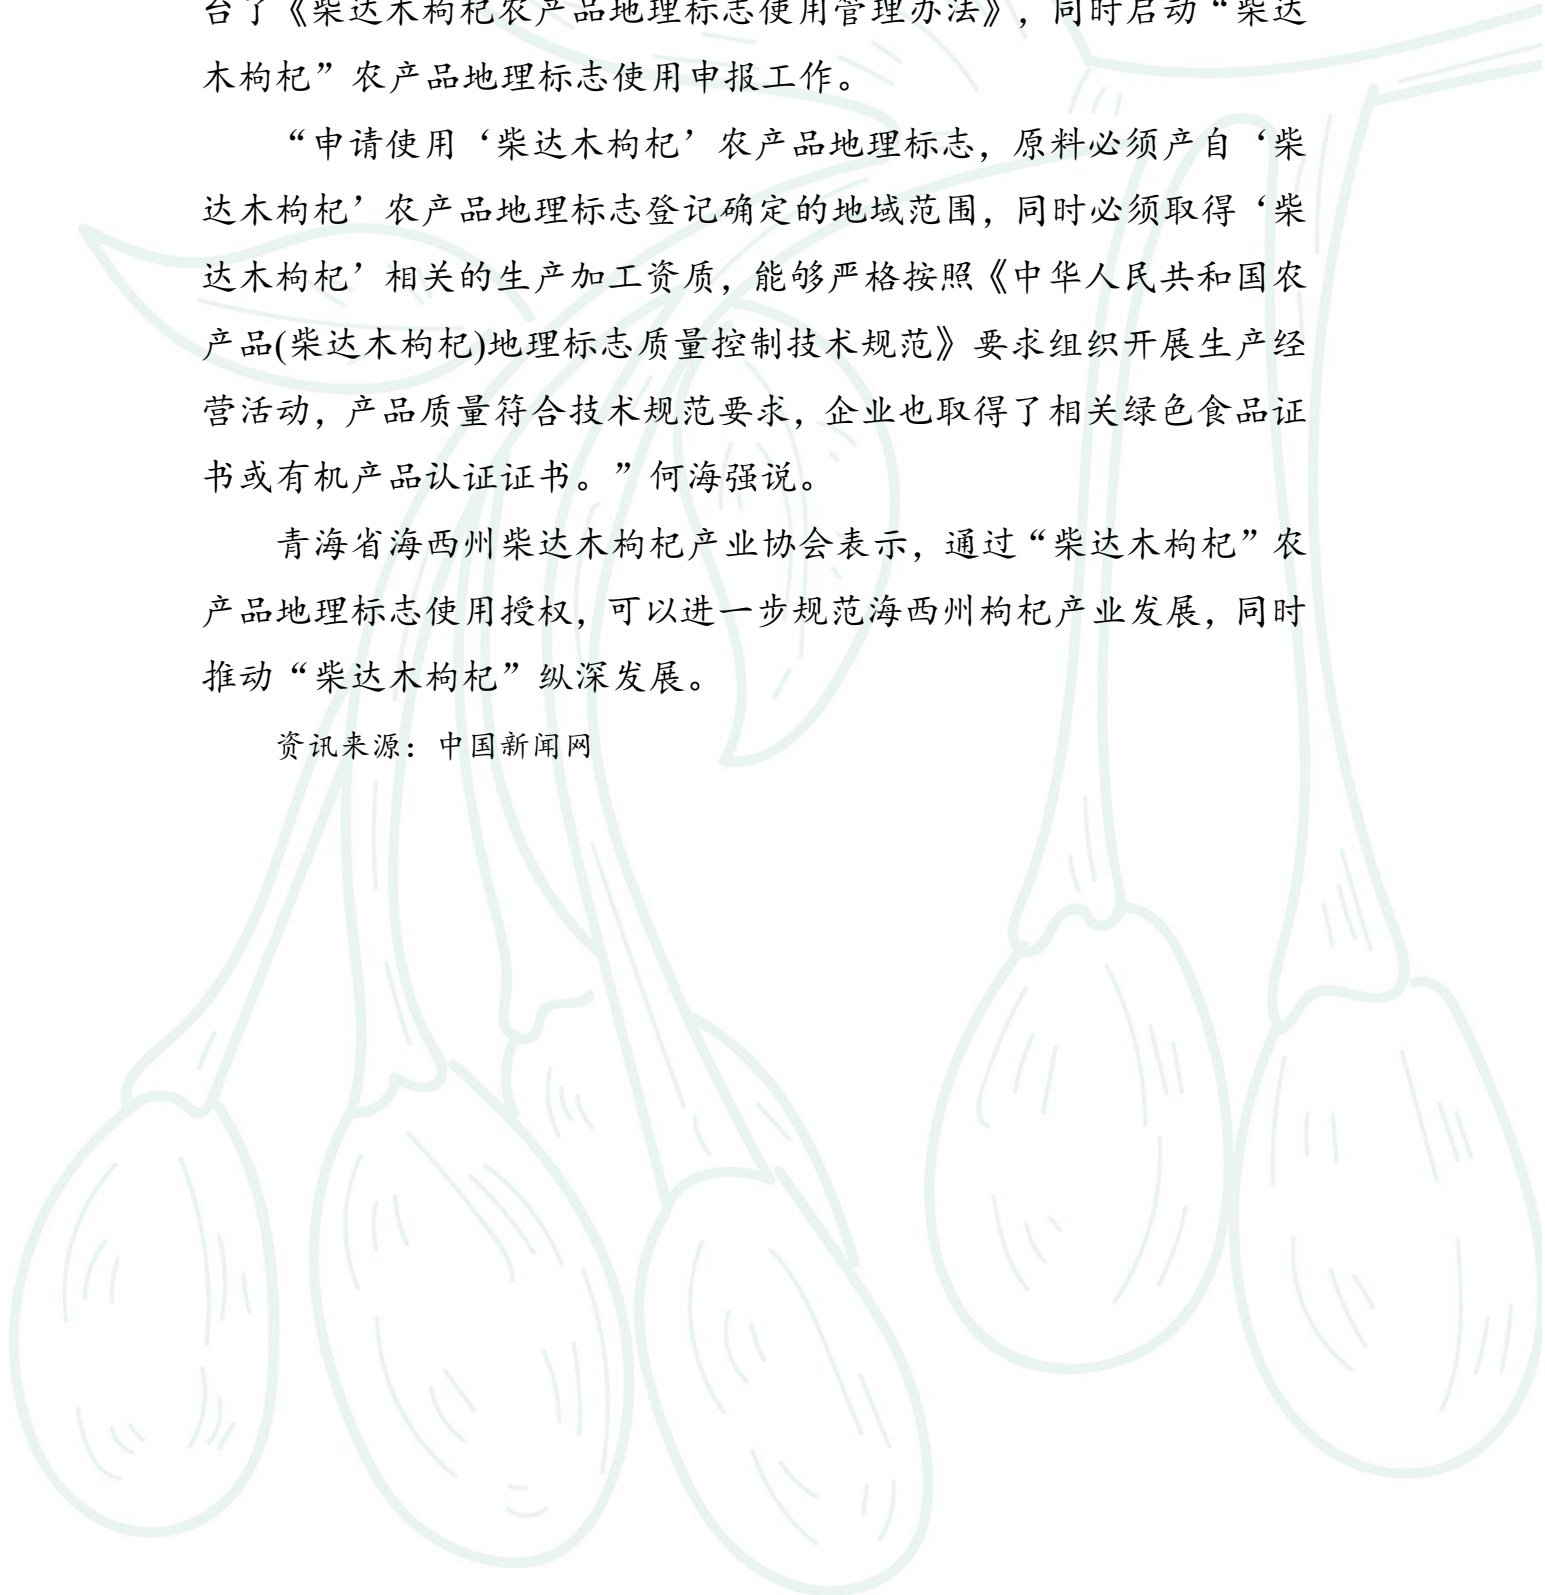 台了《柴达木枸杞农产品地理标志使用管理办法》，同时启动“柴达
木枸杞”农产品地理标志使用申报工作。
“申请使用‘柴达木枸杞’农产品地理标志，原料必须产自‘柴
达木枸杞’农产品地理标志登记确定的地域范围，同时必须取得‘柴
达木枸杞’相关的生产加工资质，能够严格按照《中华人民共和国农
产品(柴达木枸杞)地理标志质量控制技术规范》要求组织开展生产经
营活动，产品质量符合技术规范要求，企业也取得了相关绿色食品证
书或有机产品认证证书。”何海强说。
青海省海西州柴达木枸杞产业协会表示，通过“柴达木枸杞”农
产品地理标志使用授权，可以进一步规范海西州枸杞产业发展，同时
推动“柴达木枸杞”纵深发展。
资讯来源：中国新闻网